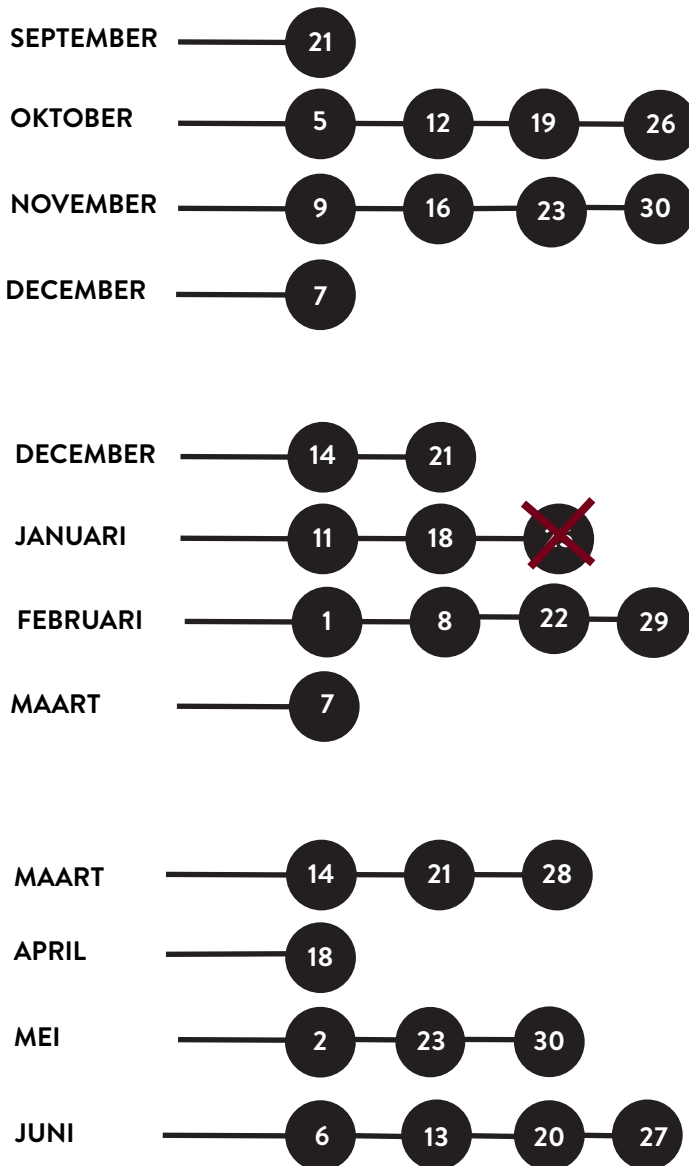 SEPTEMBER 21
OKTOBER 5 12 19 26
NOVEMBER 9 16 23 30
DECEMBER 7
DECEMBER 14 21
JANUARI 11 18
FEBRUARI 1 8 22 29
MAART 7
MAART 14 21 28
APRIL 18
MEI 2 23 30
JUNI 6 13 20 27